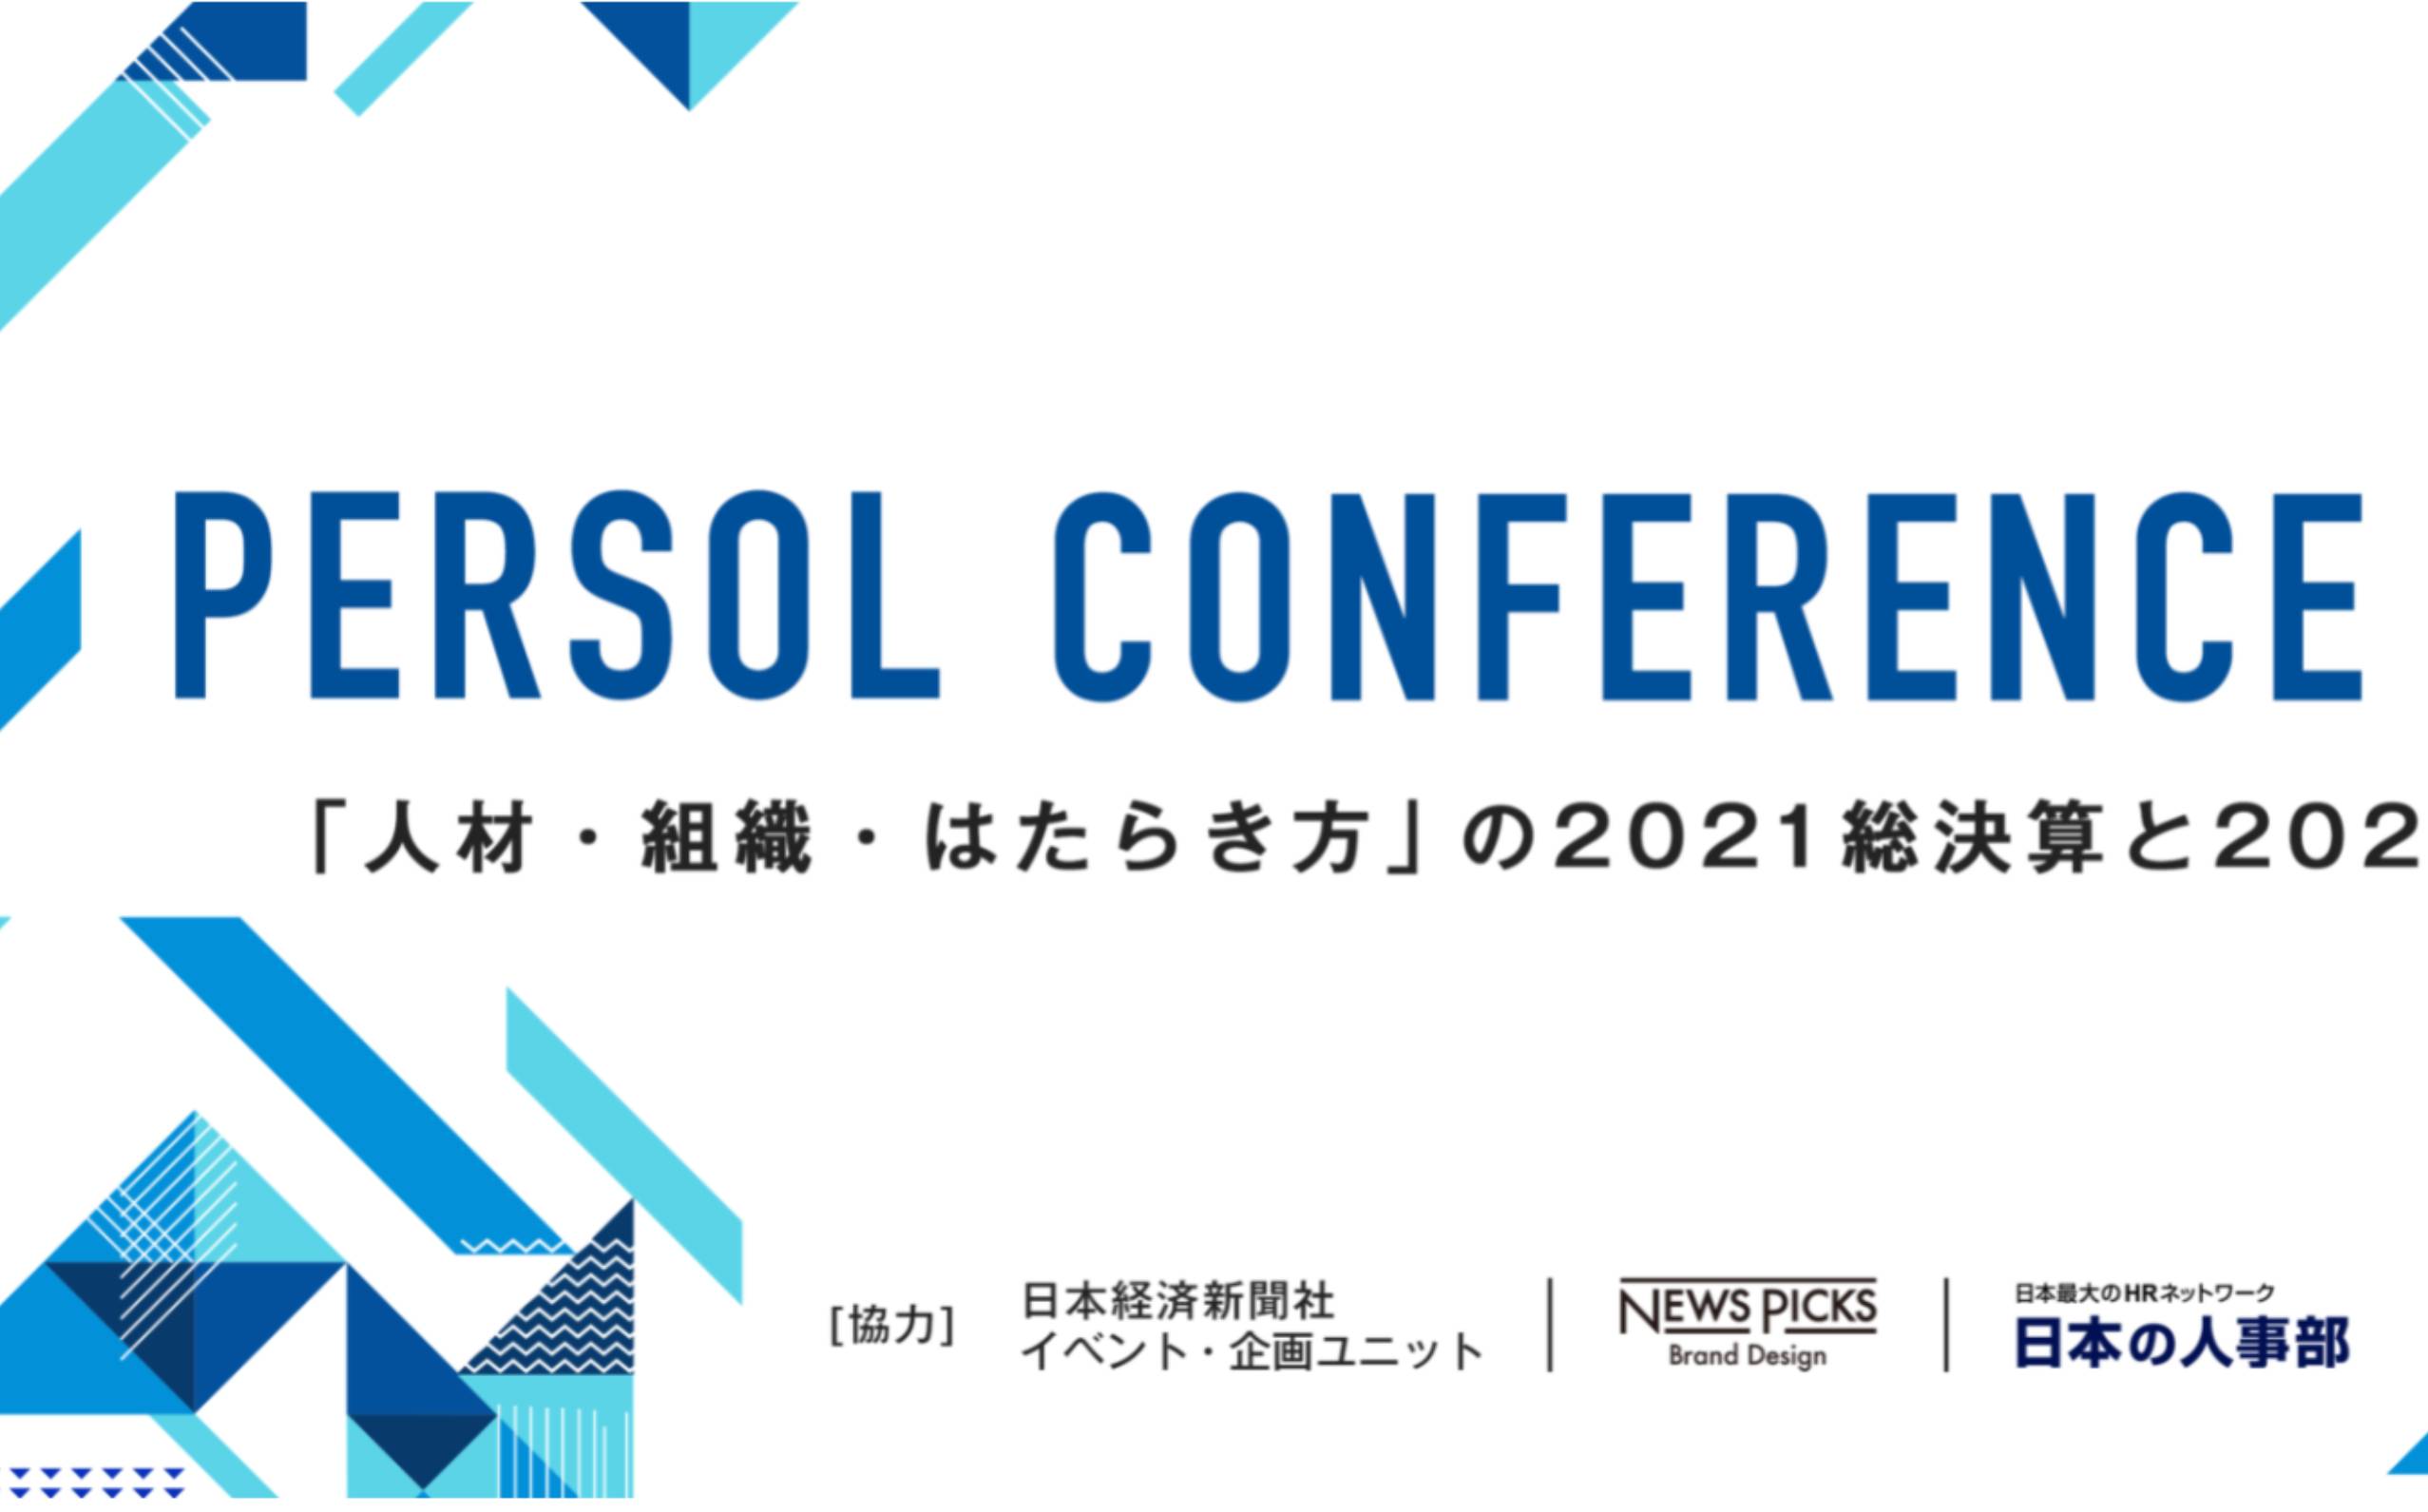 PERSOL CONFERENCE
「人材・組織・はたらき方」の2021総決算と202
[協力]
日本経済新聞社
イベント・企画ユニット
NEWS PICKS
Brand Design
日本最大のHRネットワーク
日本の人事部